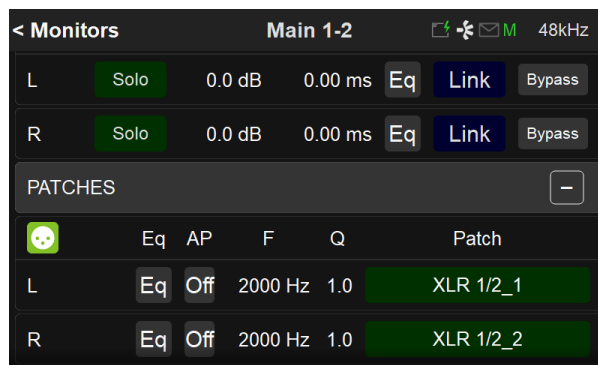 < Monitors Main 1-2 M 48kHz
L Solo 0.0 dB 0.00 ms Eq Link Bypass
R Solo 0.0 dB 0.00 ms Eq Link Bypass
PATCHES −
Eq AP F Q Patch
L Eq Off 2000 Hz 1.0 XLR 1/2_1
R Eq Off 2000 Hz 1.0 XLR 1/2_2